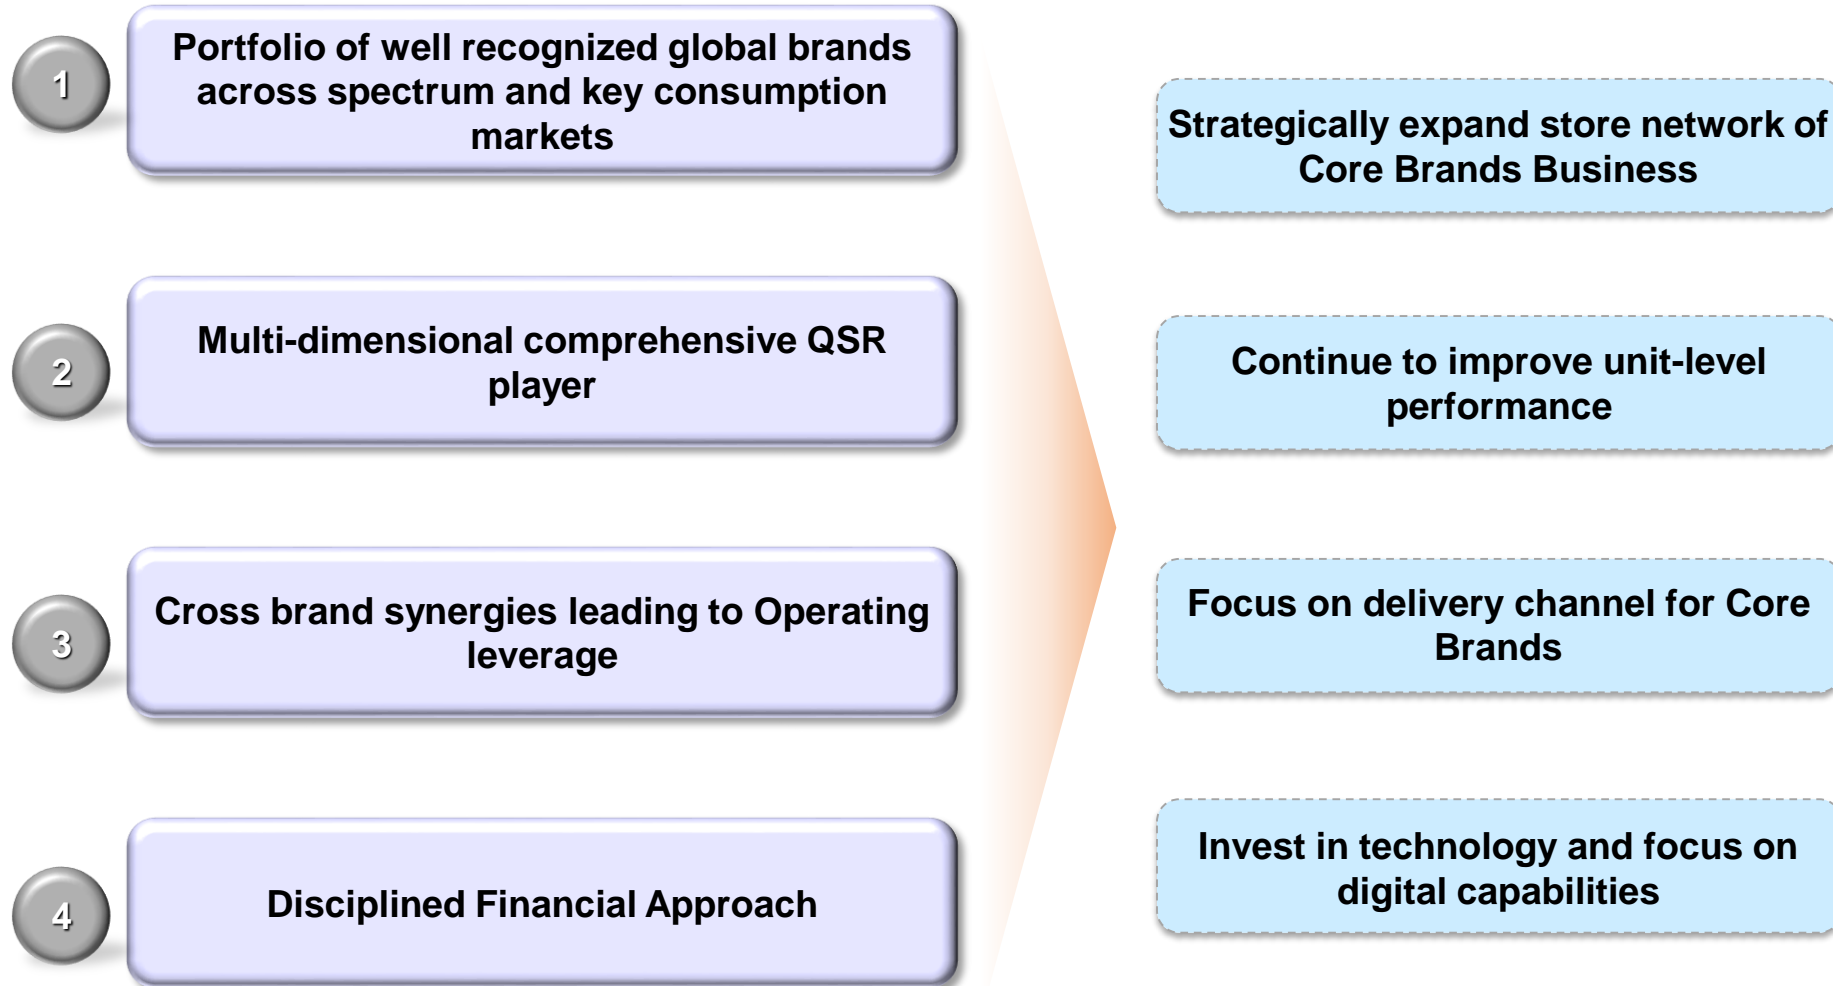 1
Portfolio of well recognized global brands
across spectrum and key consumption
markets
2
Multi-dimensional comprehensive QSR
player
3
Cross brand synergies leading to Operating
leverage
4
Disciplined Financial Approach
Strategically expand store network of
Core Brands Business
Continue to improve unit-level
performance
Focus on delivery channel for Core
Brands
Invest in technology and focus on
digital capabilities